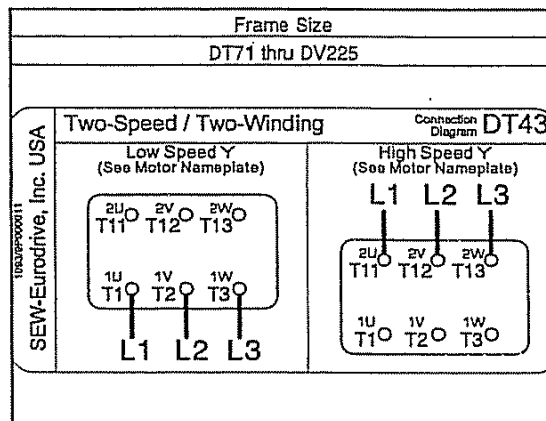 Frame Size
DT71 thru DV225
Two-Speed / Two-Winding
Connection Diagram DT43
SEW-Eurodrive, Inc. USA
Low Speed Y
(See Motor Nameplate)
2U 2V 2W
T11 T12 T13
1U 1V 1W
T1 T2 T3
L1 L2 L3
High Speed Y
(See Motor Nameplate)
L1 L2 L3
2U 2V 2W
T11 T12 T13
1U 1V 1W
T1 T2 T3